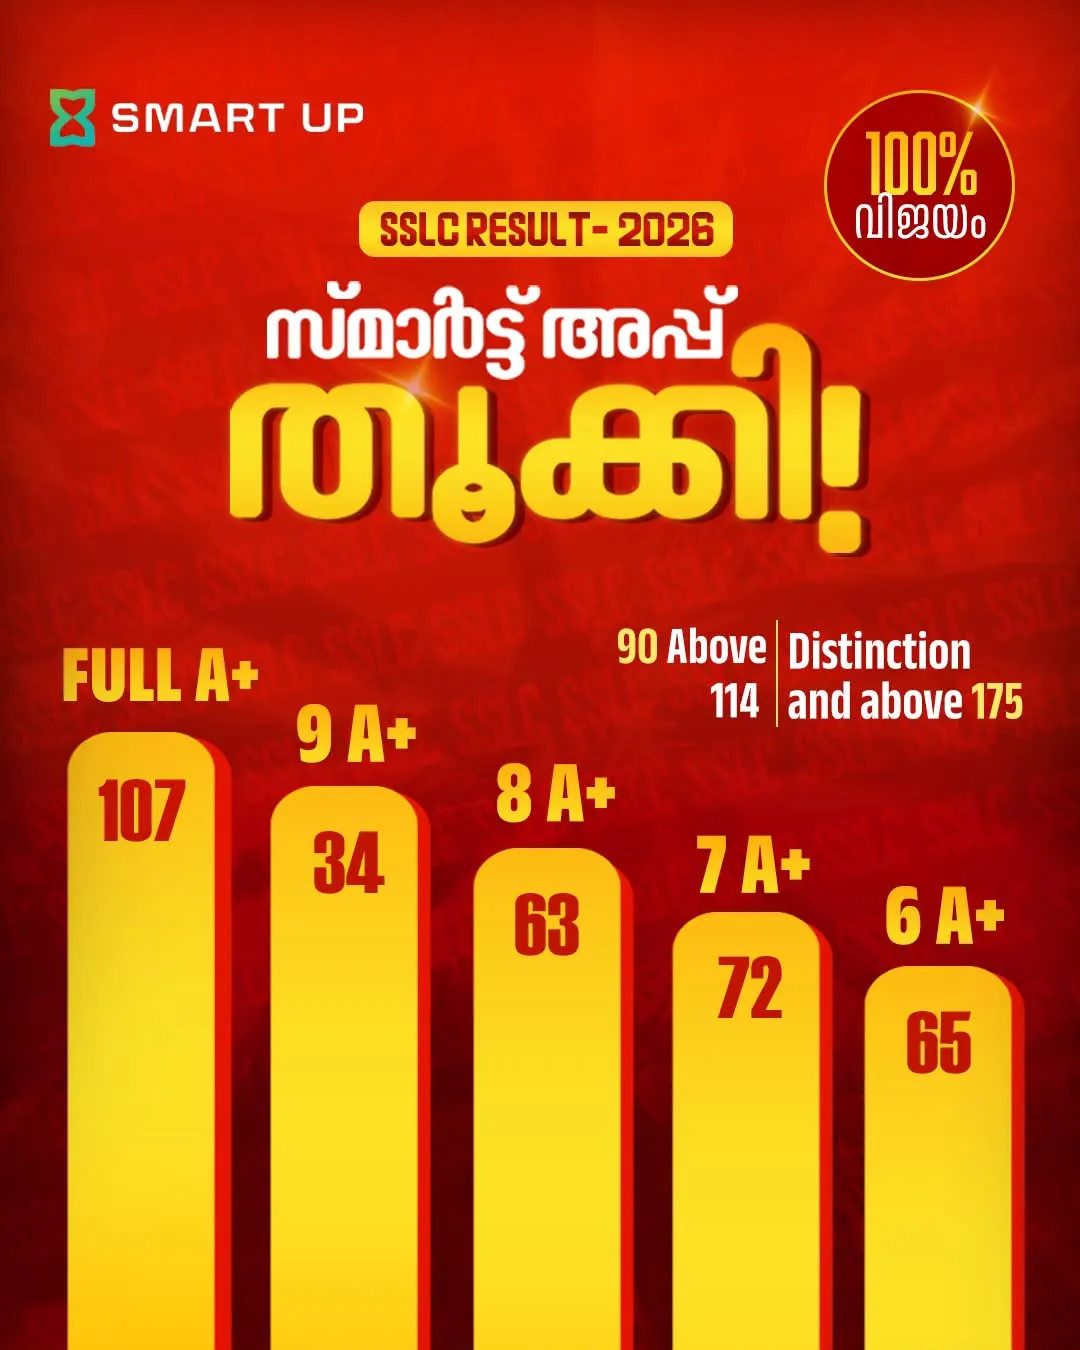 SMART UP
100%
വിജയം
SSLC RESULT- 2026
സ്മാർട്ട് അപ്പ്
തൂക്കി!
90 Above
114
Distinction
and above 175
FULL A+
107
9 A+
34
8 A+
63
7 A+
72
6 A+
65